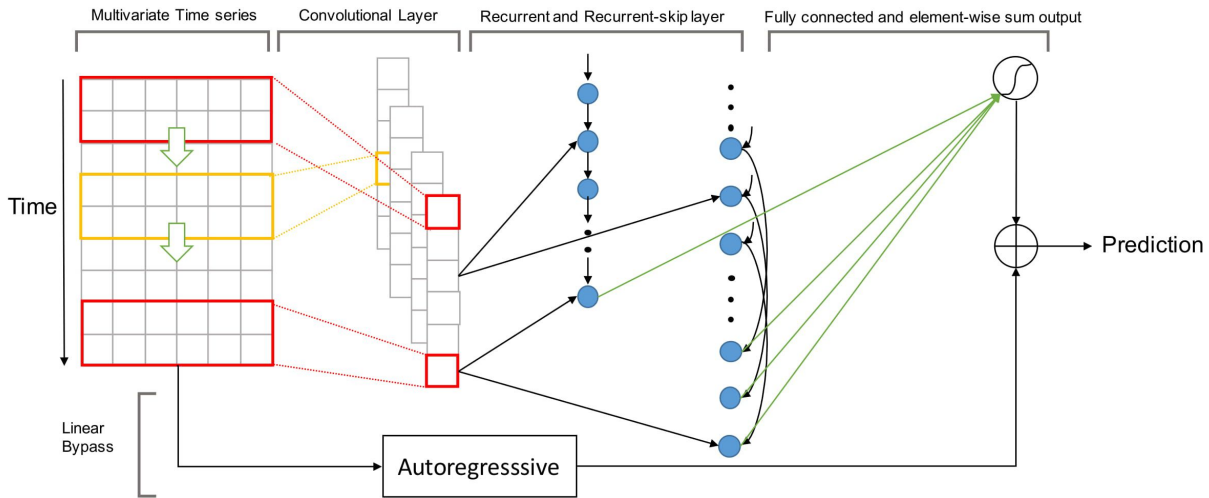 Multivariate Time series
Convolutional Layer
Recurrent and Recurrent-skip layer
Fully connected and element-wise sum output
Time
Prediction
Linear
Bypass
Autoregresssive